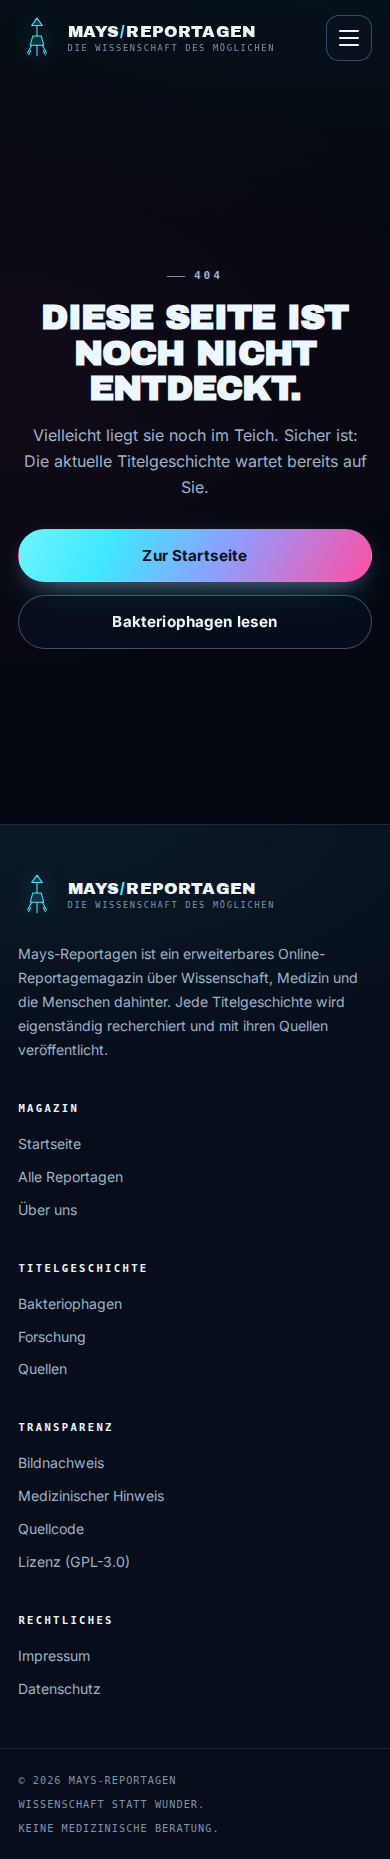 MAYS/REPORTAGEN
DIE WISSENSCHAFT DES MÖGLICHEN
404
DIESE SEITE IST
NOCH NICHT
ENTDECKT.
Vielleicht liegt sie noch im Teich. Sicher ist:
Die aktuelle Titelgeschichte wartet bereits auf
Sie.
Zur Startseite
Bakteriophagen lesen
MAYS/REPORTAGEN
DIE WISSENSCHAFT DES MÖGLICHEN
Mays-Reportagen ist ein erweiterbares Online-
Reportagemagazin über Wissenschaft, Medizin und
die Menschen dahinter. Jede Titelgeschichte wird
eigenständig recherchiert und mit ihren Quellen
veröffentlicht.
MAGAZIN
Startseite
Alle Reportagen
Über uns
TITELGESCHICHTE
Bakteriophagen
Forschung
Quellen
TRANSPARENZ
Bildnachweis
Medizinischer Hinweis
Quellcode
Lizenz (GPL-3.0)
RECHTLICHES
Impressum
Datenschutz
© 2026 MAYS-REPORTAGEN
WISSENSCHAFT STATT WUNDER.
KEINE MEDIZINISCHE BERATUNG.